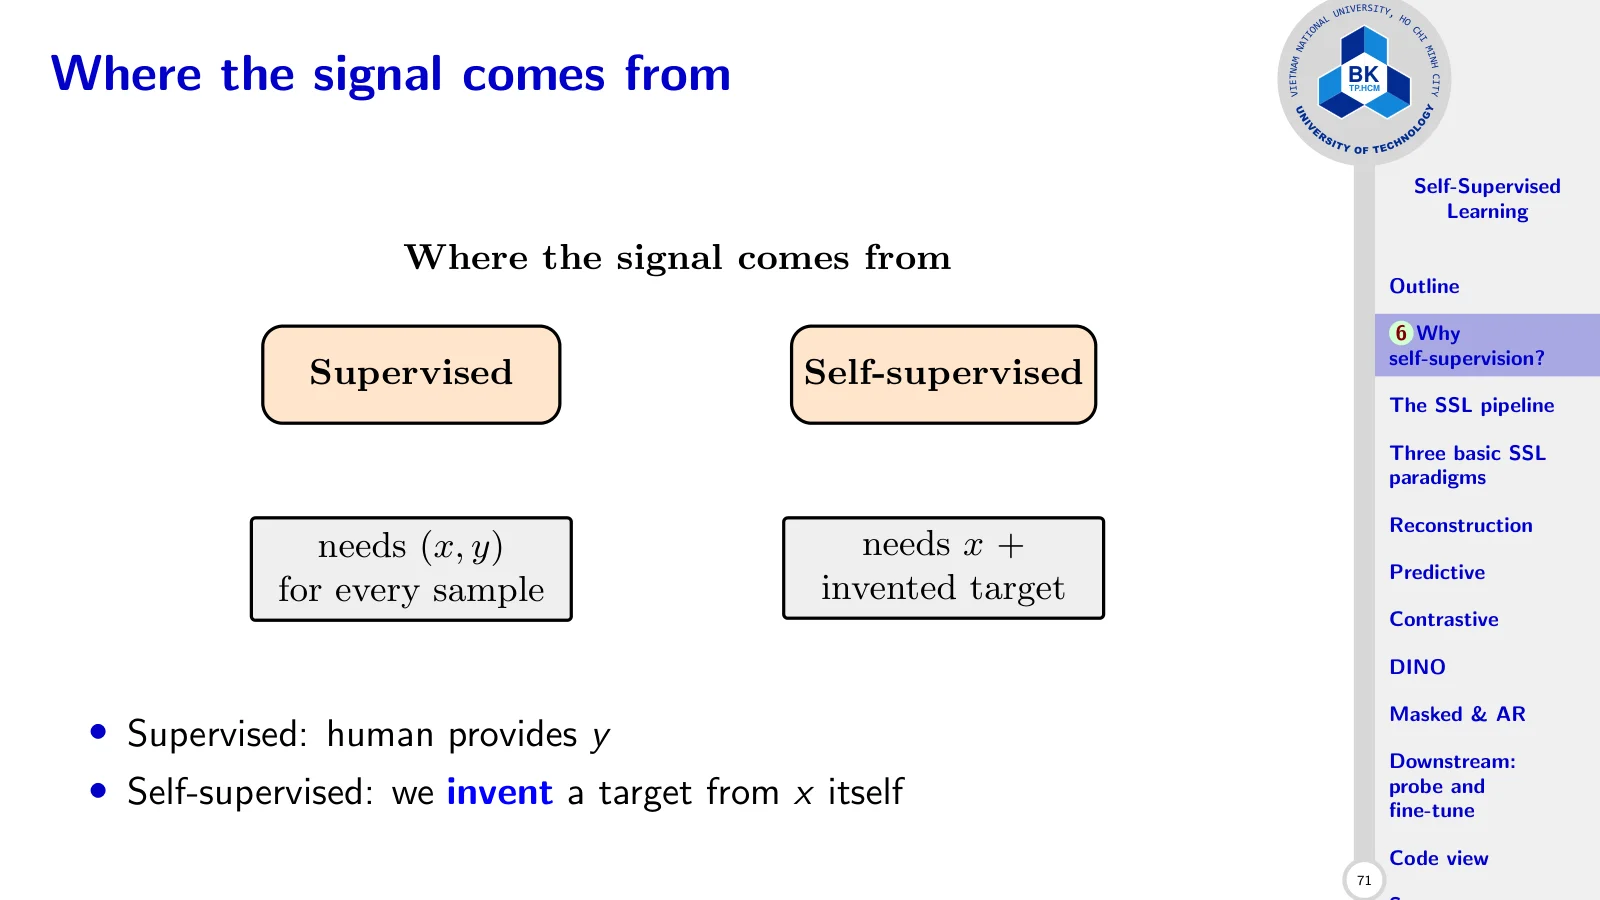 Where the signal comes from
VIETNAM NATIONAL UNIVERSITY, HO CHI MINH CITY
BK
TP.HCM
UNIVERSITY OF TECHNOLOGY
Where the signal comes from
Supervised
Self-supervised
needs (x, y)
for every sample
needs x +
invented target
• Supervised: human provides y
• Self-supervised: we invent a target from x itself
Self-Supervised
Learning
Outline
6 Why
self-supervision?
The SSL pipeline
Three basic SSL
paradigms
Reconstruction
Predictive
Contrastive
DINO
Masked & AR
Downstream:
probe and
fine-tune
Code view
71